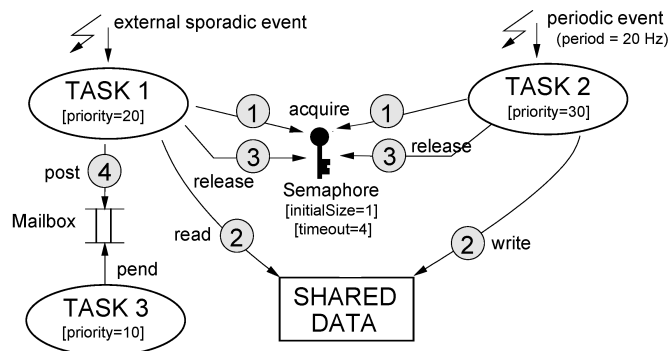 external sporadic event
periodic event
(period = 20 Hz)
TASK 1
[priority=20]
TASK 2
[priority=30]
1
acquire
1
3
release
3
release
Semaphore
[initialSize=1]
[timeout=4]
post
4
Mailbox
read
2
2
write
pend
SHARED
DATA
TASK 3
[priority=10]